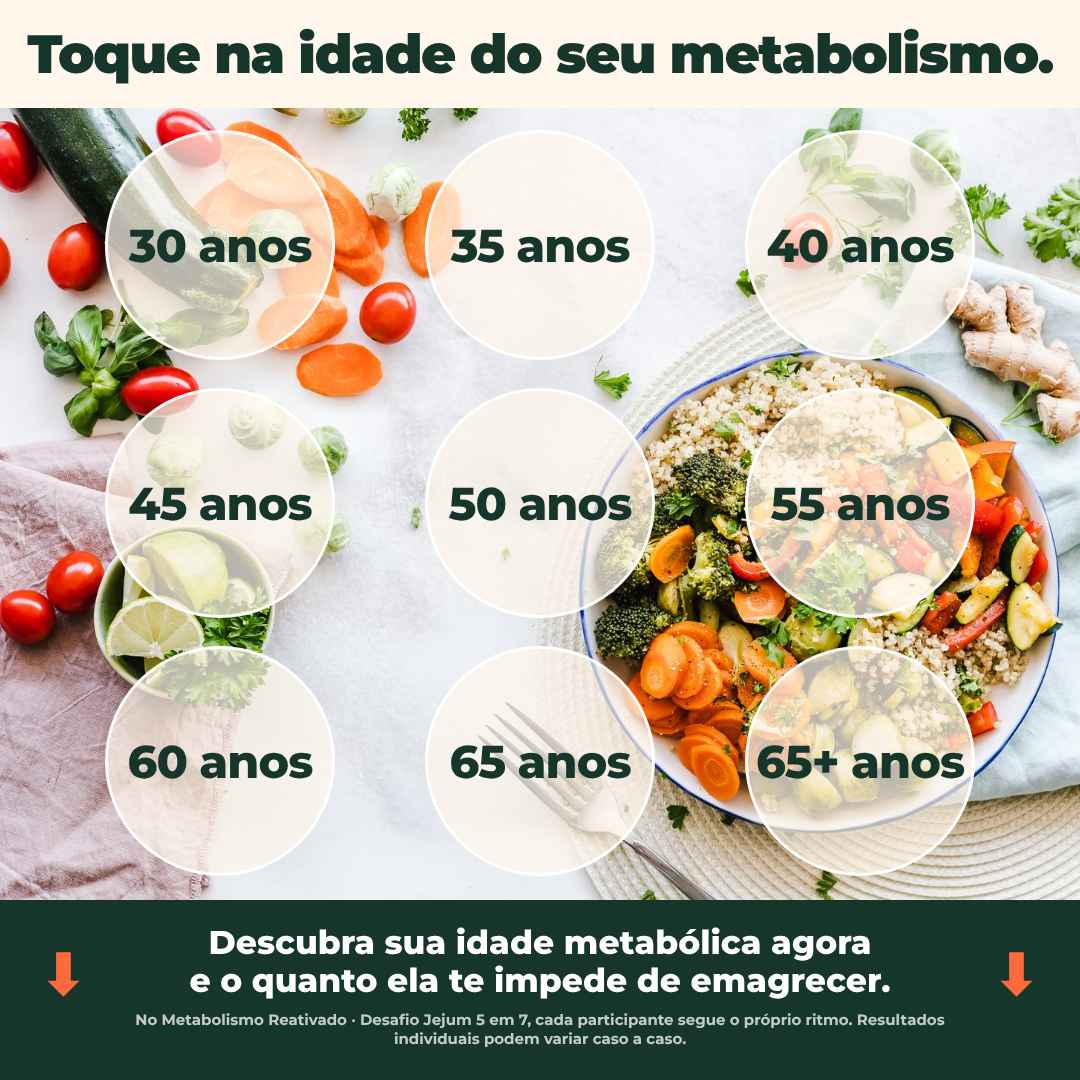 Toque na idade do seu metabolismo.
30 anos
35 anos
40 anos
45 anos
50 anos
55 anos
60 anos
65 anos
65+ anos
Descubra sua idade metabólica agora
e o quanto ela te impede de emagrecer.
No Metabolismo Reativado · Desafio Jejum 5 em 7, cada participante segue o próprio ritmo. Resultados
individuais podem variar caso a caso.